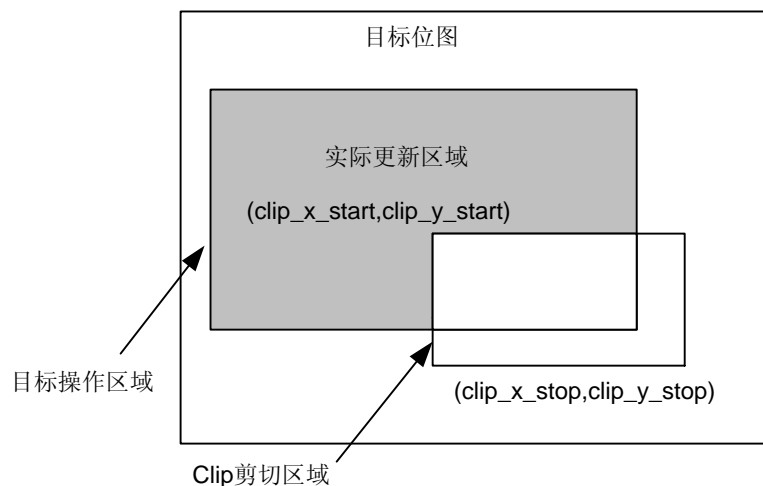 目标位图
实际更新区域
(clip_x_start,clip_y_start)
目标操作区域
(clip_x_stop,clip_y_stop)
Clip剪切区域